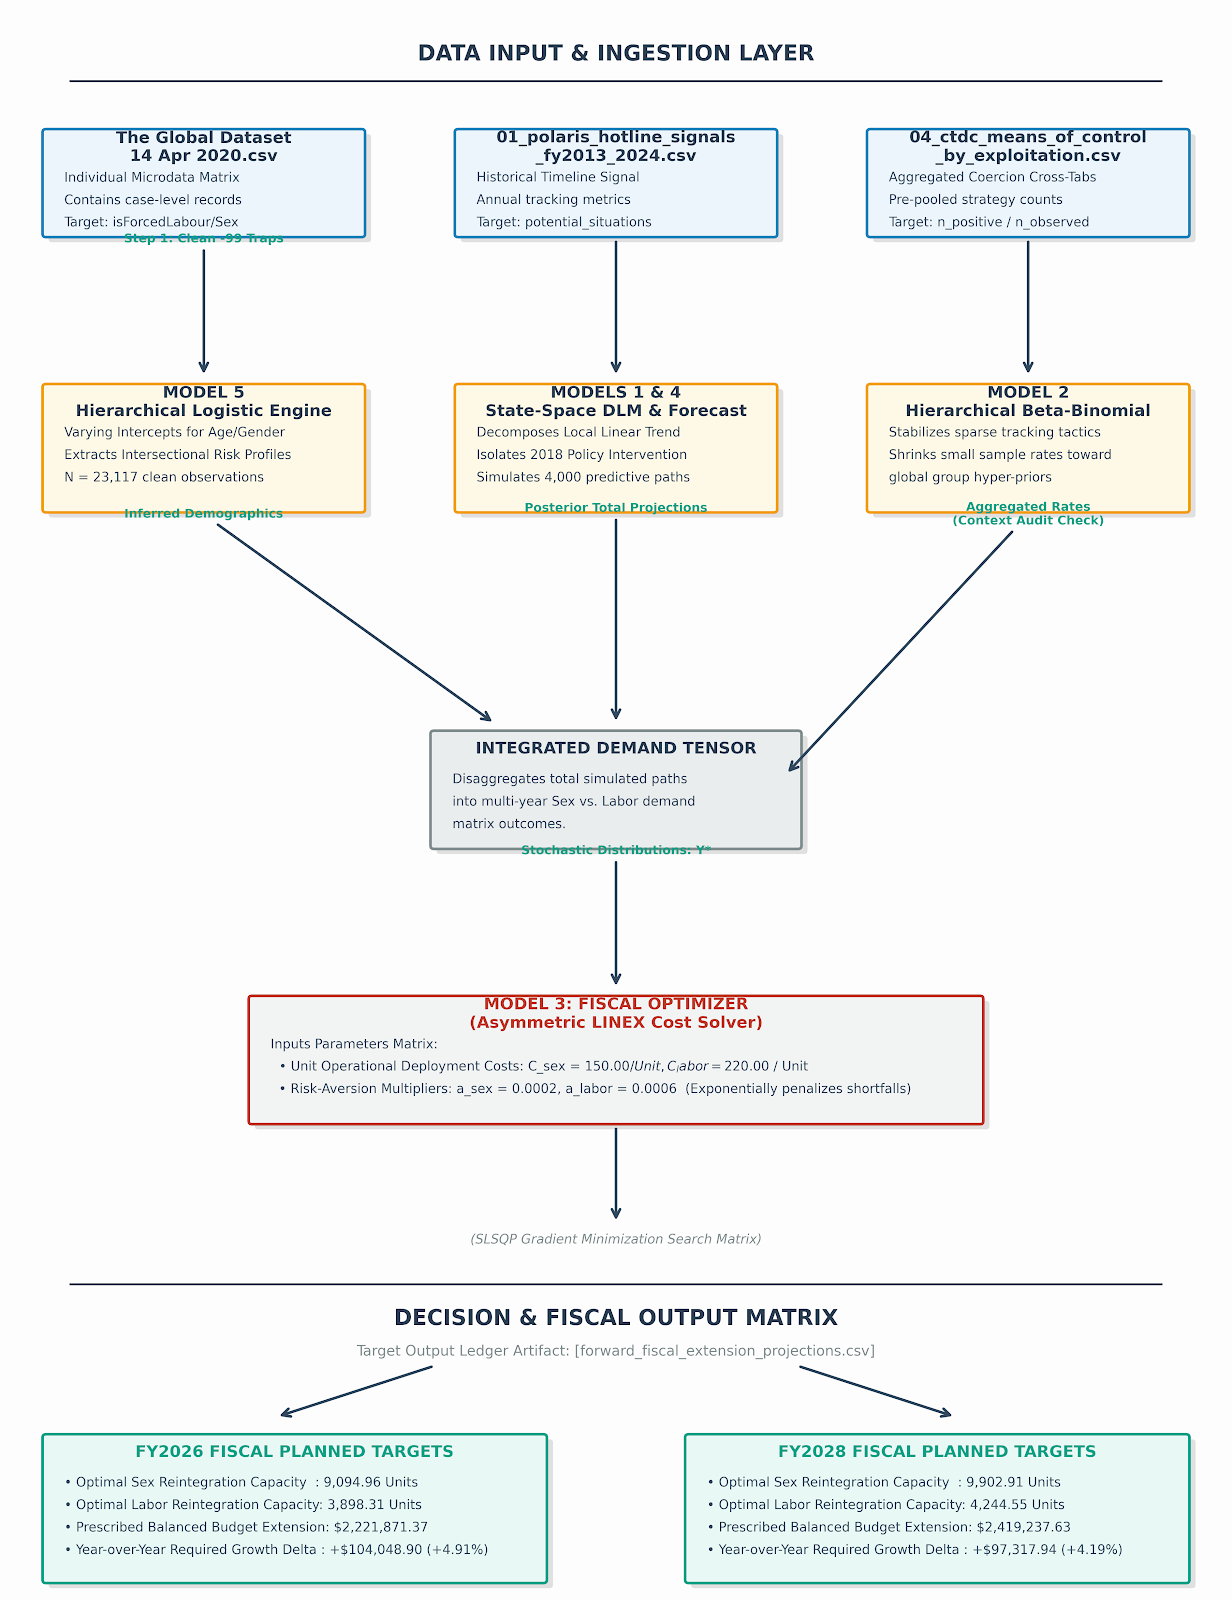 DATA INPUT & INGESTION LAYER
The Global Dataset
14 Apr 2020.csv
Individual Microdata Matrix
Contains case-level records
Target: isForcedLabour/Sex
Step 1: Clean -99 Traps
01_polaris_hotline_signals
_fy2013_2024.csv
Historical Timeline Signal
Annual tracking metrics
Target: potential_situations
04_ctdc_means_of_control
_by_exploitation.csv
Aggregated Coercion Cross-Tabs
Pre-pooled strategy counts
Target: n_positive / n_observed
MODEL 5
Hierarchical Logistic Engine
Varying Intercepts for Age/Gender
Extracts Intersectional Risk Profiles
N = 23,117 clean observations
Inferred Demographics
MODELS 1 & 4
State-Space DLM & Forecast
Decomposes Local Linear Trend
Isolates 2018 Policy Intervention
Simulates 4,000 predictive paths
Posterior Total Projections
MODEL 2
Hierarchical Beta-Binomial
Stabilizes sparse tracking tactics
Shrinks small sample rates toward
global group hyper-priors
Aggregated Rates
(Context Audit Check)
INTEGRATED DEMAND TENSOR
Disaggregates total simulated paths
into multi-year Sex vs. Labor demand
matrix outcomes.
Stochastic Distributions: Y*
MODEL 3: FISCAL OPTIMIZER
(Asymmetric LINEX Cost Solver)
Inputs Parameters Matrix:
• Unit Operational Deployment Costs: C_sex = 150.00/Unit, C_labor = 220.00 / Unit
• Risk-Aversion Multipliers: a_sex = 0.0002, a_labor = 0.0006  (Exponentially penalizes shortfalls)
(SLSQP Gradient Minimization Search Matrix)
DECISION & FISCAL OUTPUT MATRIX
Target Output Ledger Artifact: [forward_fiscal_extension_projections.csv]
FY2026 FISCAL PLANNED TARGETS
• Optimal Sex Reintegration Capacity  : 9,094.96 Units
• Optimal Labor Reintegration Capacity: 3,898.31 Units
• Prescribed Balanced Budget Extension: $2,221,871.37
• Year-over-Year Required Growth Delta : +$104,048.90 (+4.91%)
FY2028 FISCAL PLANNED TARGETS
• Optimal Sex Reintegration Capacity  : 9,902.91 Units
• Optimal Labor Reintegration Capacity: 4,244.55 Units
• Prescribed Balanced Budget Extension: $2,419,237.63
• Year-over-Year Required Growth Delta : +$97,317.94 (+4.19%)